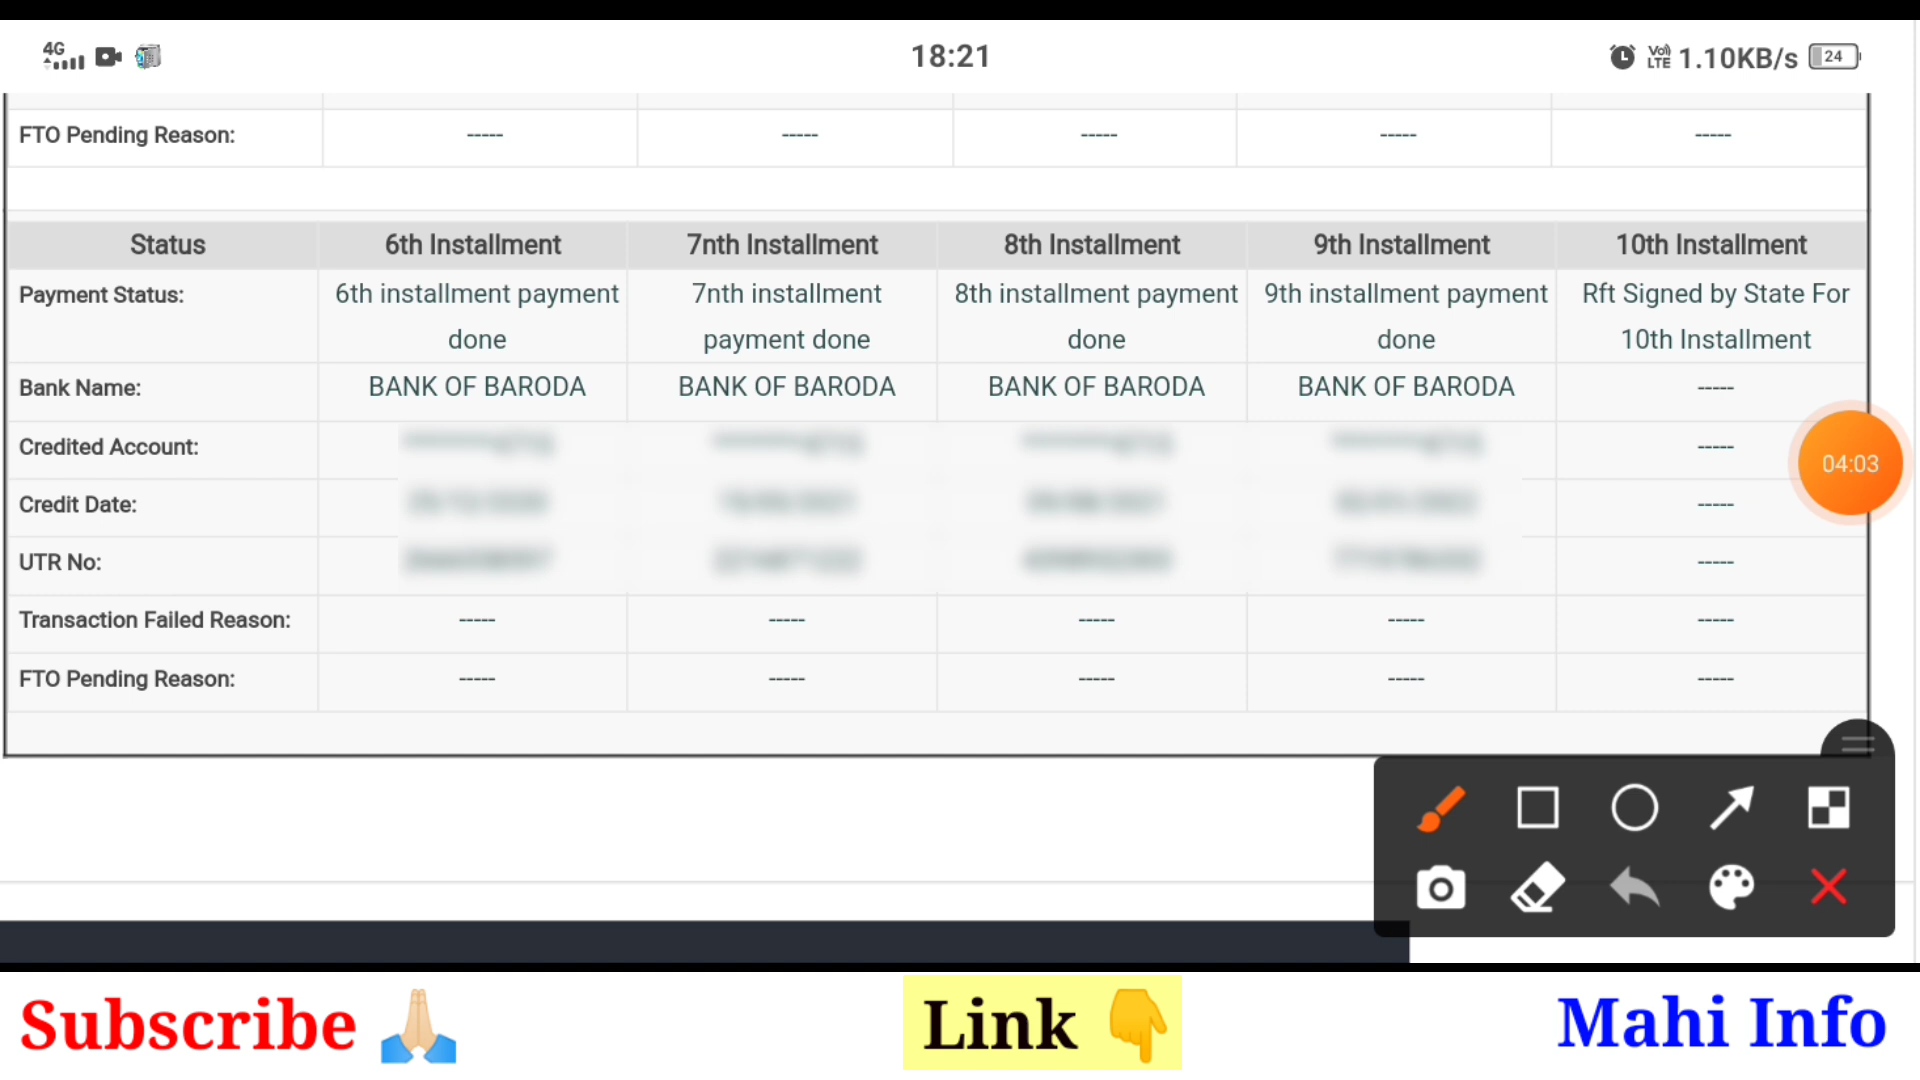 4G 18:21 Vo) LTE 1.10KB/s 24
FTO Pending Reason: ----- ----- ----- ----- -----
Status 6th Installment 7nth Installment 8th Installment 9th Installment 10th Installment
Payment Status: 6th installment payment done 7nth installment payment done 8th installment payment done 9th installment payment done Rft Signed by State For 10th Installment
Bank Name: BANK OF BARODA BANK OF BARODA BANK OF BARODA BANK OF BARODA -----
Credited Account: -----
04:03
Credit Date: -----
UTR No: -----
Transaction Failed Reason: ----- ----- ----- ----- -----
FTO Pending Reason: ----- ----- ----- ----- -----
Subscribe Link Mahi Info